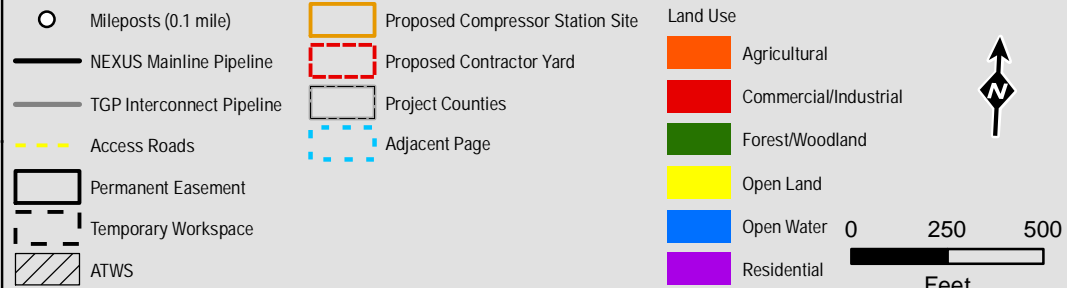 Mileposts (0.1 mile)
NEXUS Mainline Pipeline
TGP Interconnect Pipeline
Access Roads
Permanent Easement
Temporary Workspace
ATWS
Proposed Compressor Station Site
Proposed Contractor Yard
Project Counties
Adjacent Page
Land Use
Agricultural
Commercial/Industrial
Forest/Woodland
Open Land
Open Water
Residential
N
0 250 500
Feet